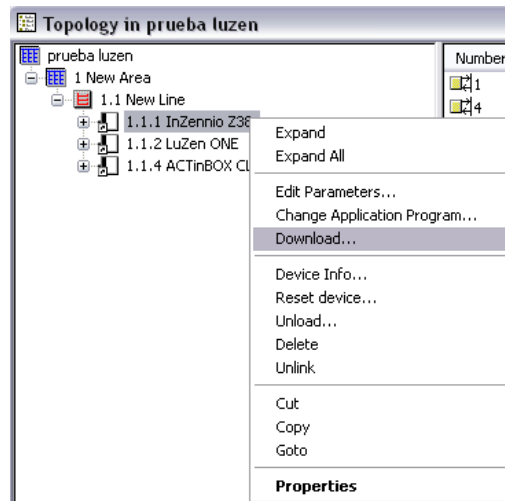 Topology in prueba luzen
prueba luzen
Number
1 New Area
1
1.1 New Line
4
1.1.1 InZennio Z38
1.1.2 LuZen ONE
1.1.4 ACTinBOX CL
Expand
Expand All
Edit Parameters...
Change Application Program...
Download...
Device Info...
Reset device...
Unload...
Delete
Unlink
Cut
Copy
Goto
Properties